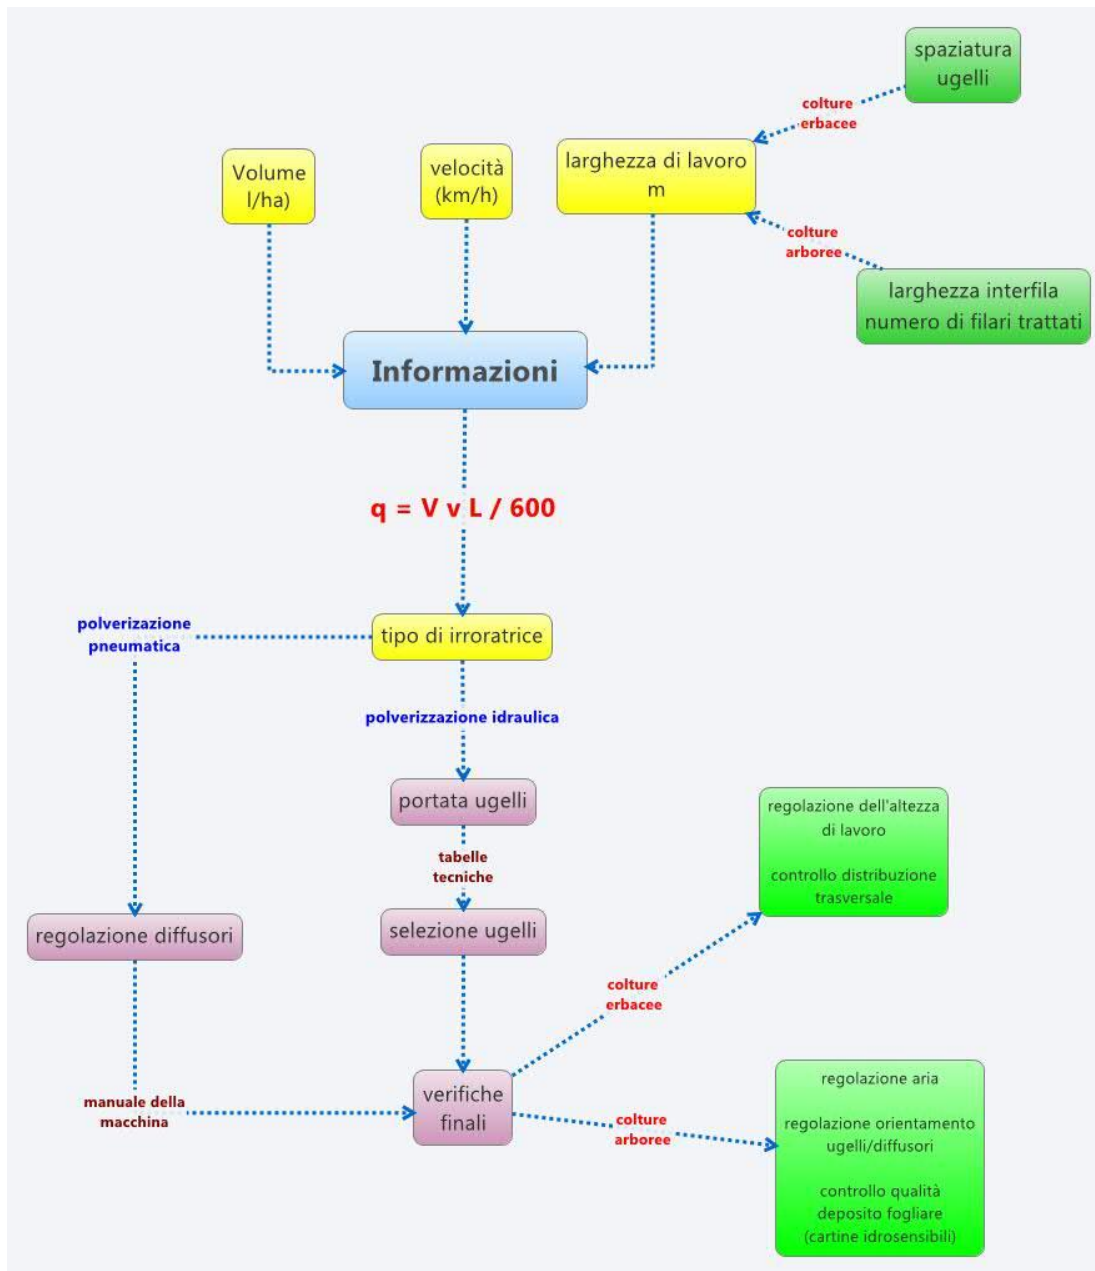 spaziatura
ugelli
colture
erbacee
Volume
l/ha)
velocità
(km/h)
larghezza di lavoro
m
colture
arboree
larghezza interfila
numero di filari trattati
Informazioni
q = V v L / 600
tipo di irroratrice
polverizazione
pneumatica
polverizzazione idraulica
portata ugelli
tabelle
tecniche
regolazione diffusori
selezione ugelli
regolazione dell'altezza
di lavoro
controllo distribuzione
trasversale
colture
erbacee
manuale della
macchina
verifiche
finali
colture
arboree
regolazione aria
regolazione orientamento
ugelli/diffusori
controllo qualità
deposito fogliare
(cartine idrosensibili)